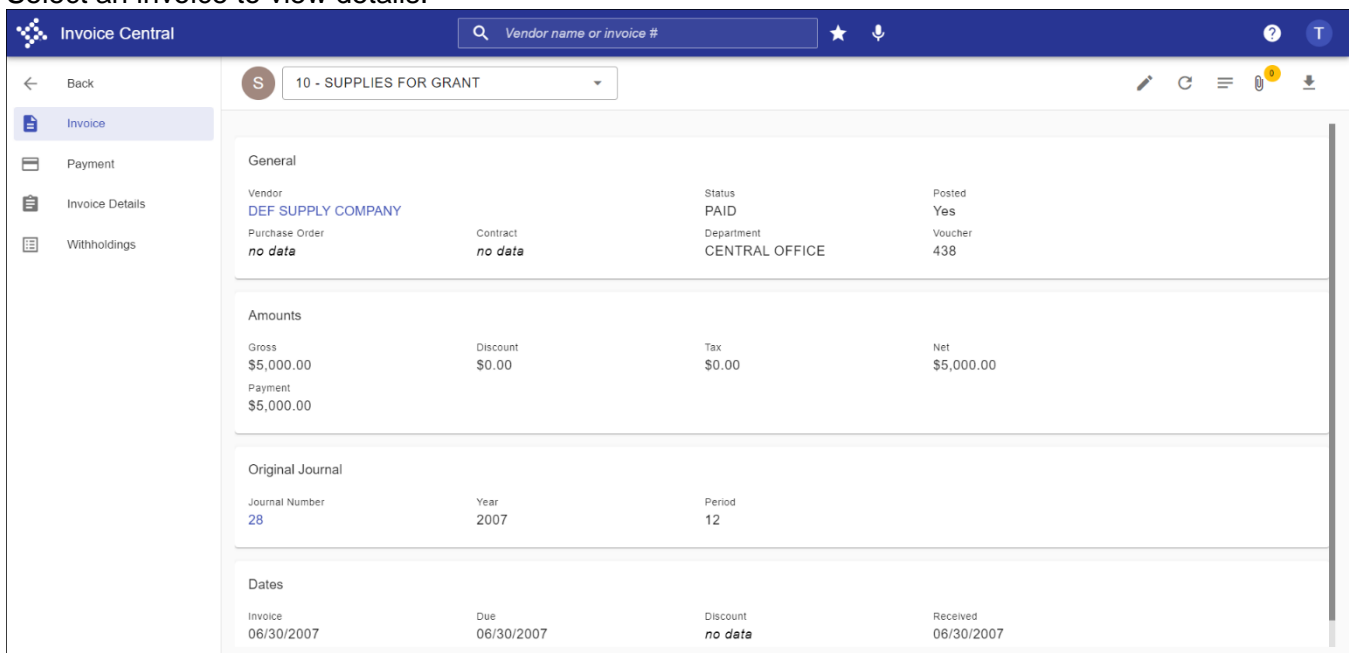 Select an invoice to view details.
Invoice Central Vendor name or invoice # ? T
Back S 10 - SUPPLIES FOR GRANT 0
Invoice
Payment
Invoice Details
Withholdings
General
Vendor Status Posted
DEF SUPPLY COMPANY PAID Yes
Purchase Order Contract Department Voucher
no data no data CENTRAL OFFICE 438
Amounts
Gross Discount Tax Net
$5,000.00 $0.00 $0.00 $5,000.00
Payment
$5,000.00
Original Journal
Journal Number Year Period
28 2007 12
Dates
Invoice Due Discount Received
06/30/2007 06/30/2007 no data 06/30/2007